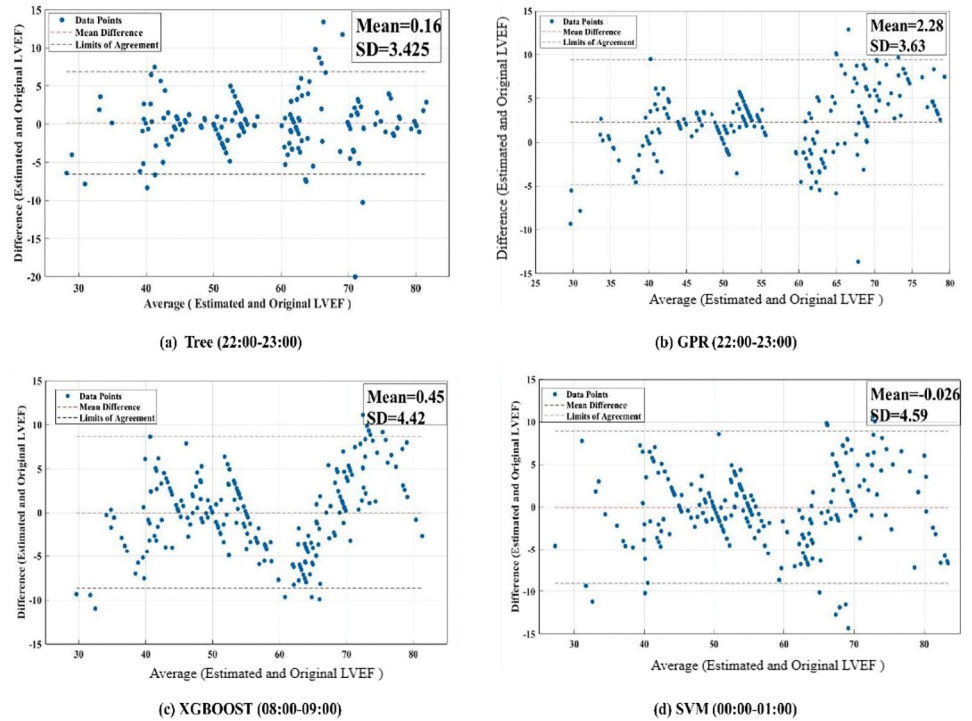 15
10
5
0
-5
-10
-15
-20
Difference (Estimated and Original LVEF)
Data Points
Mean Difference
Limits of Agreement
Mean=0.16
SD=3.425
30 40 50 60 70 80
Average ( Estimated and Original LVEF)
(a) Tree (22:00-23:00)
15
10
5
0
-5
-10
-15
Difference (Estimated and Original LVEF)
Data Points
Mean Difference
Limits of Agreement
Mean=2.28
SD=3.63
25 30 35 40 45 50 55 60 65 70 75 80
Average (Estimated and Original LVEF )
(b) GPR (22:00-23:00)
15
10
5
0
-5
-10
-15
Difference (Estimated and Original LVEF)
Data Points
Mean Difference
Limits of Agreement
Mean=0.45
SD=4.42
30 40 50 60 70 80
Average (Estimated and Original LVEF )
(c) XGBOOST (08:00-09:00)
15
10
5
0
-5
-10
-15
Difference (Estimated and Original LVEF)
Data Points
Mean Difference
Limits of Agreement
Mean=-0.026
SD=4.59
30 40 50 60 70 80
Average (Estimated and Original LVEF )
(d) SVM (00:00-01:00)